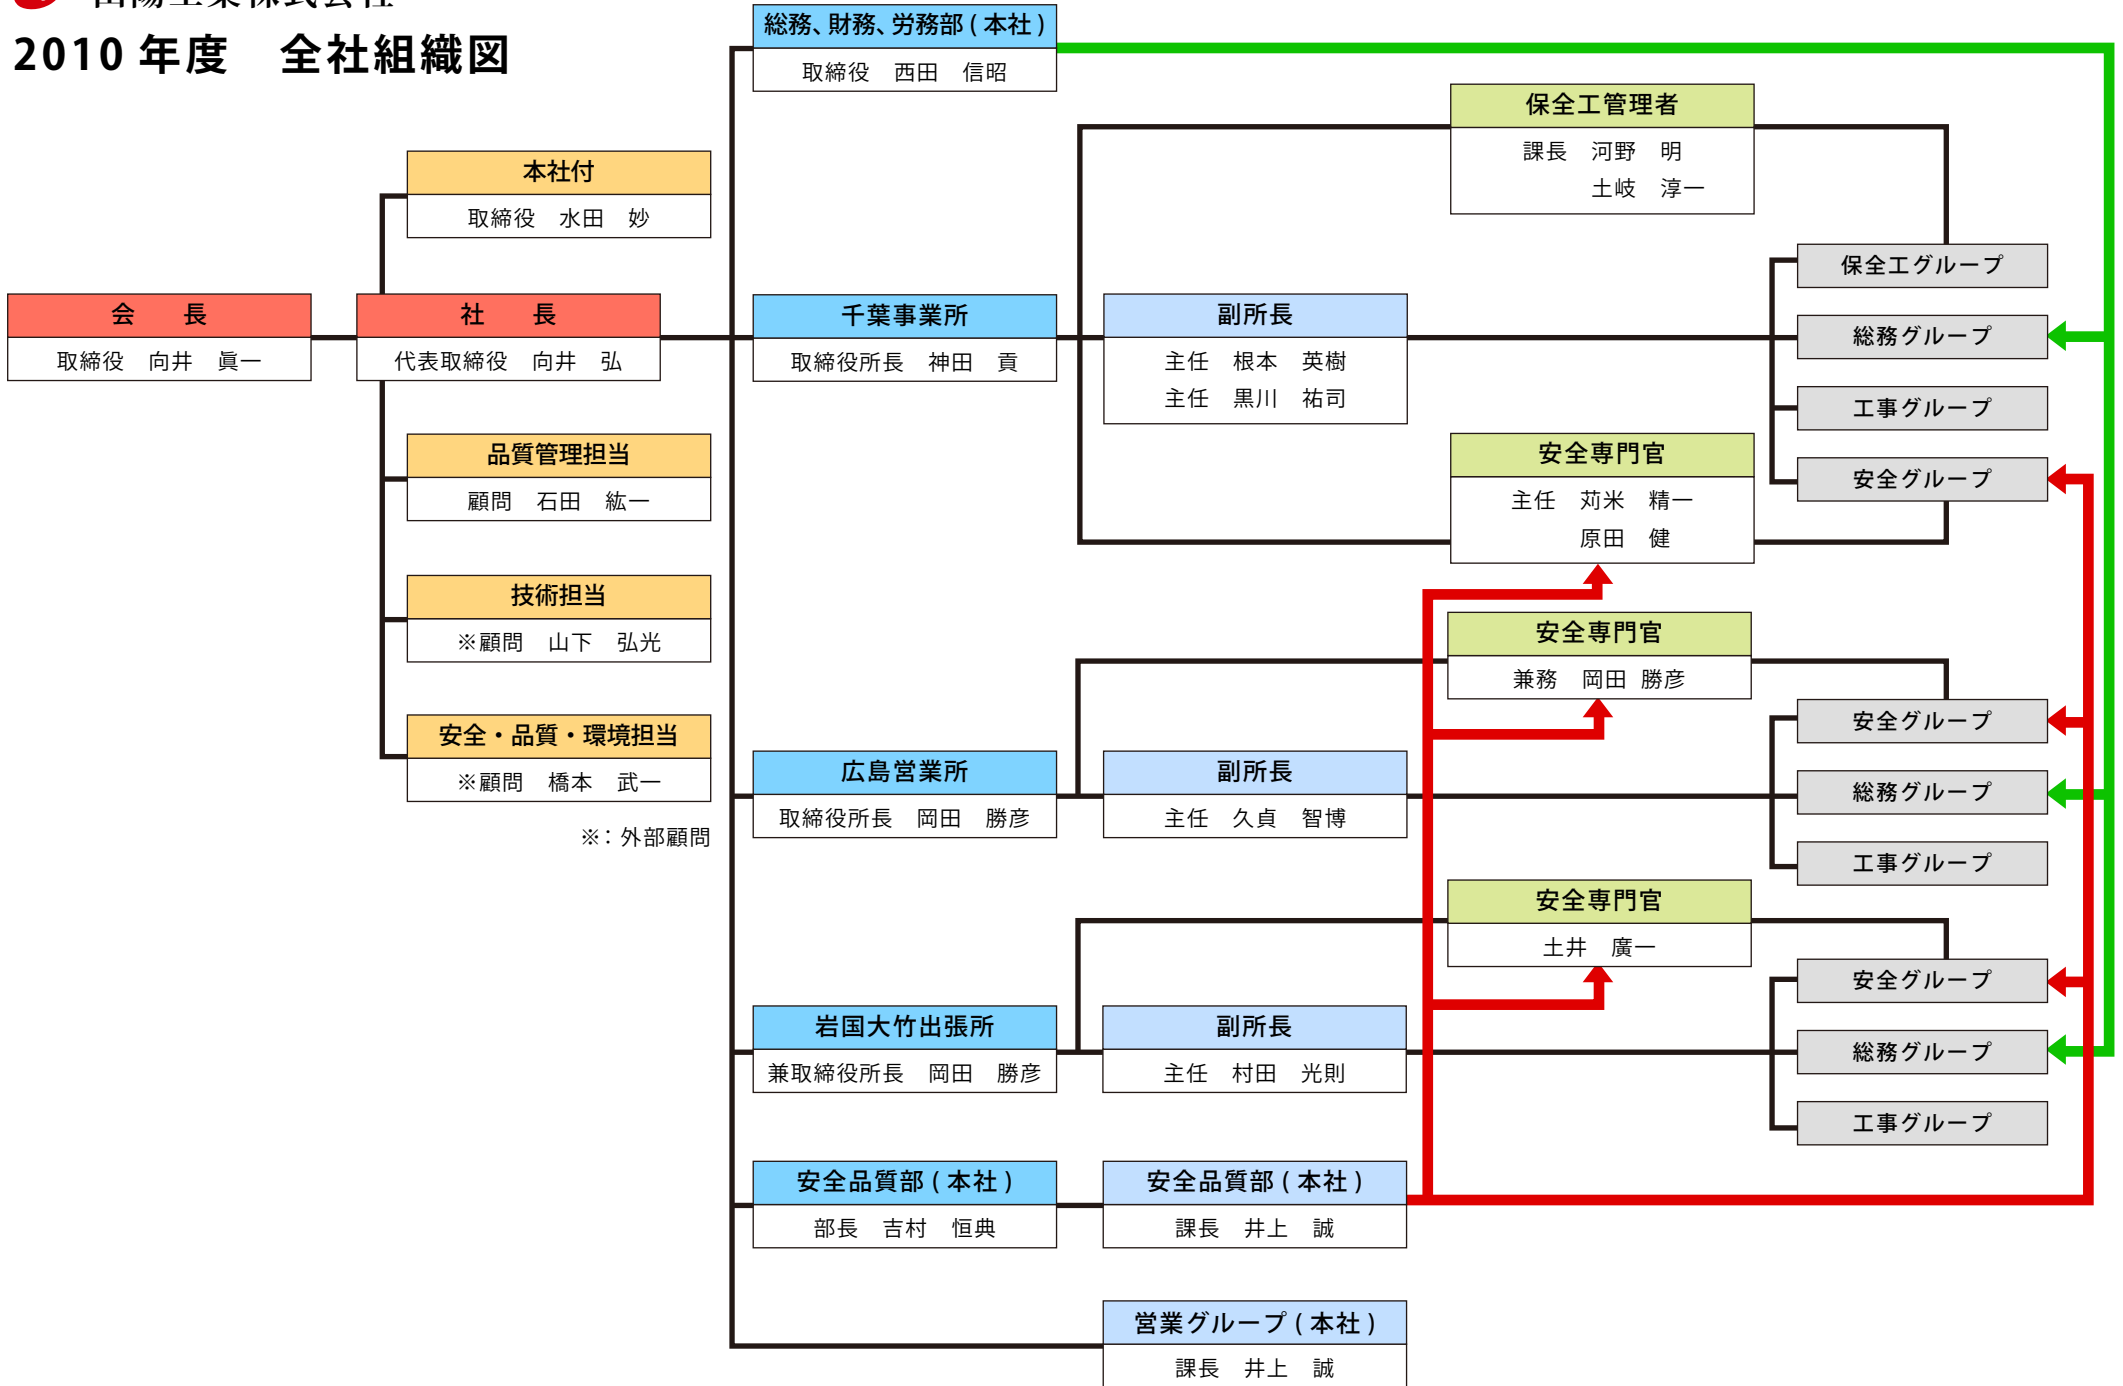 2010 年度　全社組織図
総務、財務、労務部 ( 本社 )
取締役　西田　信昭
本社付
取締役　水田　妙
会　　長
取締役　向井　眞一
社　　長
代表取締役　向井　弘
品質管理担当
顧問　石田　紘一
技術担当
※顧問　山下　弘光
安全・品質・環境担当
※顧問　橋本　武一
※：外部顧問
千葉事業所
取締役所長　神田　貢
副所長
主任　根本　英樹
主任　黒川　祐司
保全工管理者
課長　河野　明
土岐　淳一
安全専門官
主任　苅米　精一
原田　健
保全工グループ
総務グループ
工事グループ
安全グループ
広島営業所
取締役所長　岡田　勝彦
副所長
主任　久貞　智博
安全専門官
兼務　岡田 勝彦
安全グループ
総務グループ
工事グループ
岩国大竹出張所
兼取締役所長　岡田　勝彦
副所長
主任　村田　光則
安全専門官
土井　廣一
安全グループ
総務グループ
工事グループ
安全品質部 ( 本社 )
部長　吉村　恒典
安全品質部 ( 本社 )
課長　井上　誠
営業グループ ( 本社 )
課長　井上　誠